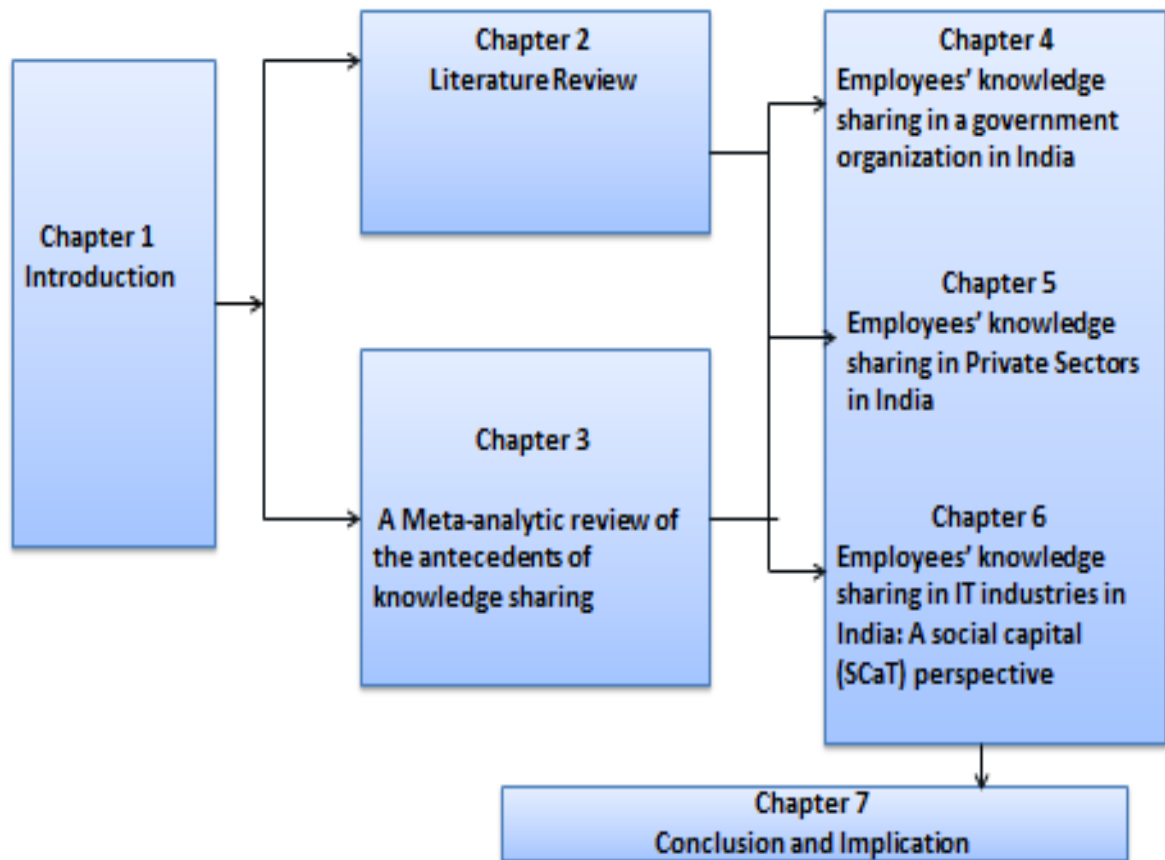 Chapter 1
Introduction
Chapter 2
Literature Review
Chapter 3
A Meta-analytic review of
the antecedents of
knowledge sharing
Chapter 4
Employees’ knowledge
sharing in a government
organization in India
Chapter 5
Employees’ knowledge
sharing in Private Sectors
in India
Chapter 6
Employees’ knowledge
sharing in IT industries in
India: A social capital
(SCaT) perspective
Chapter 7
Conclusion and Implication